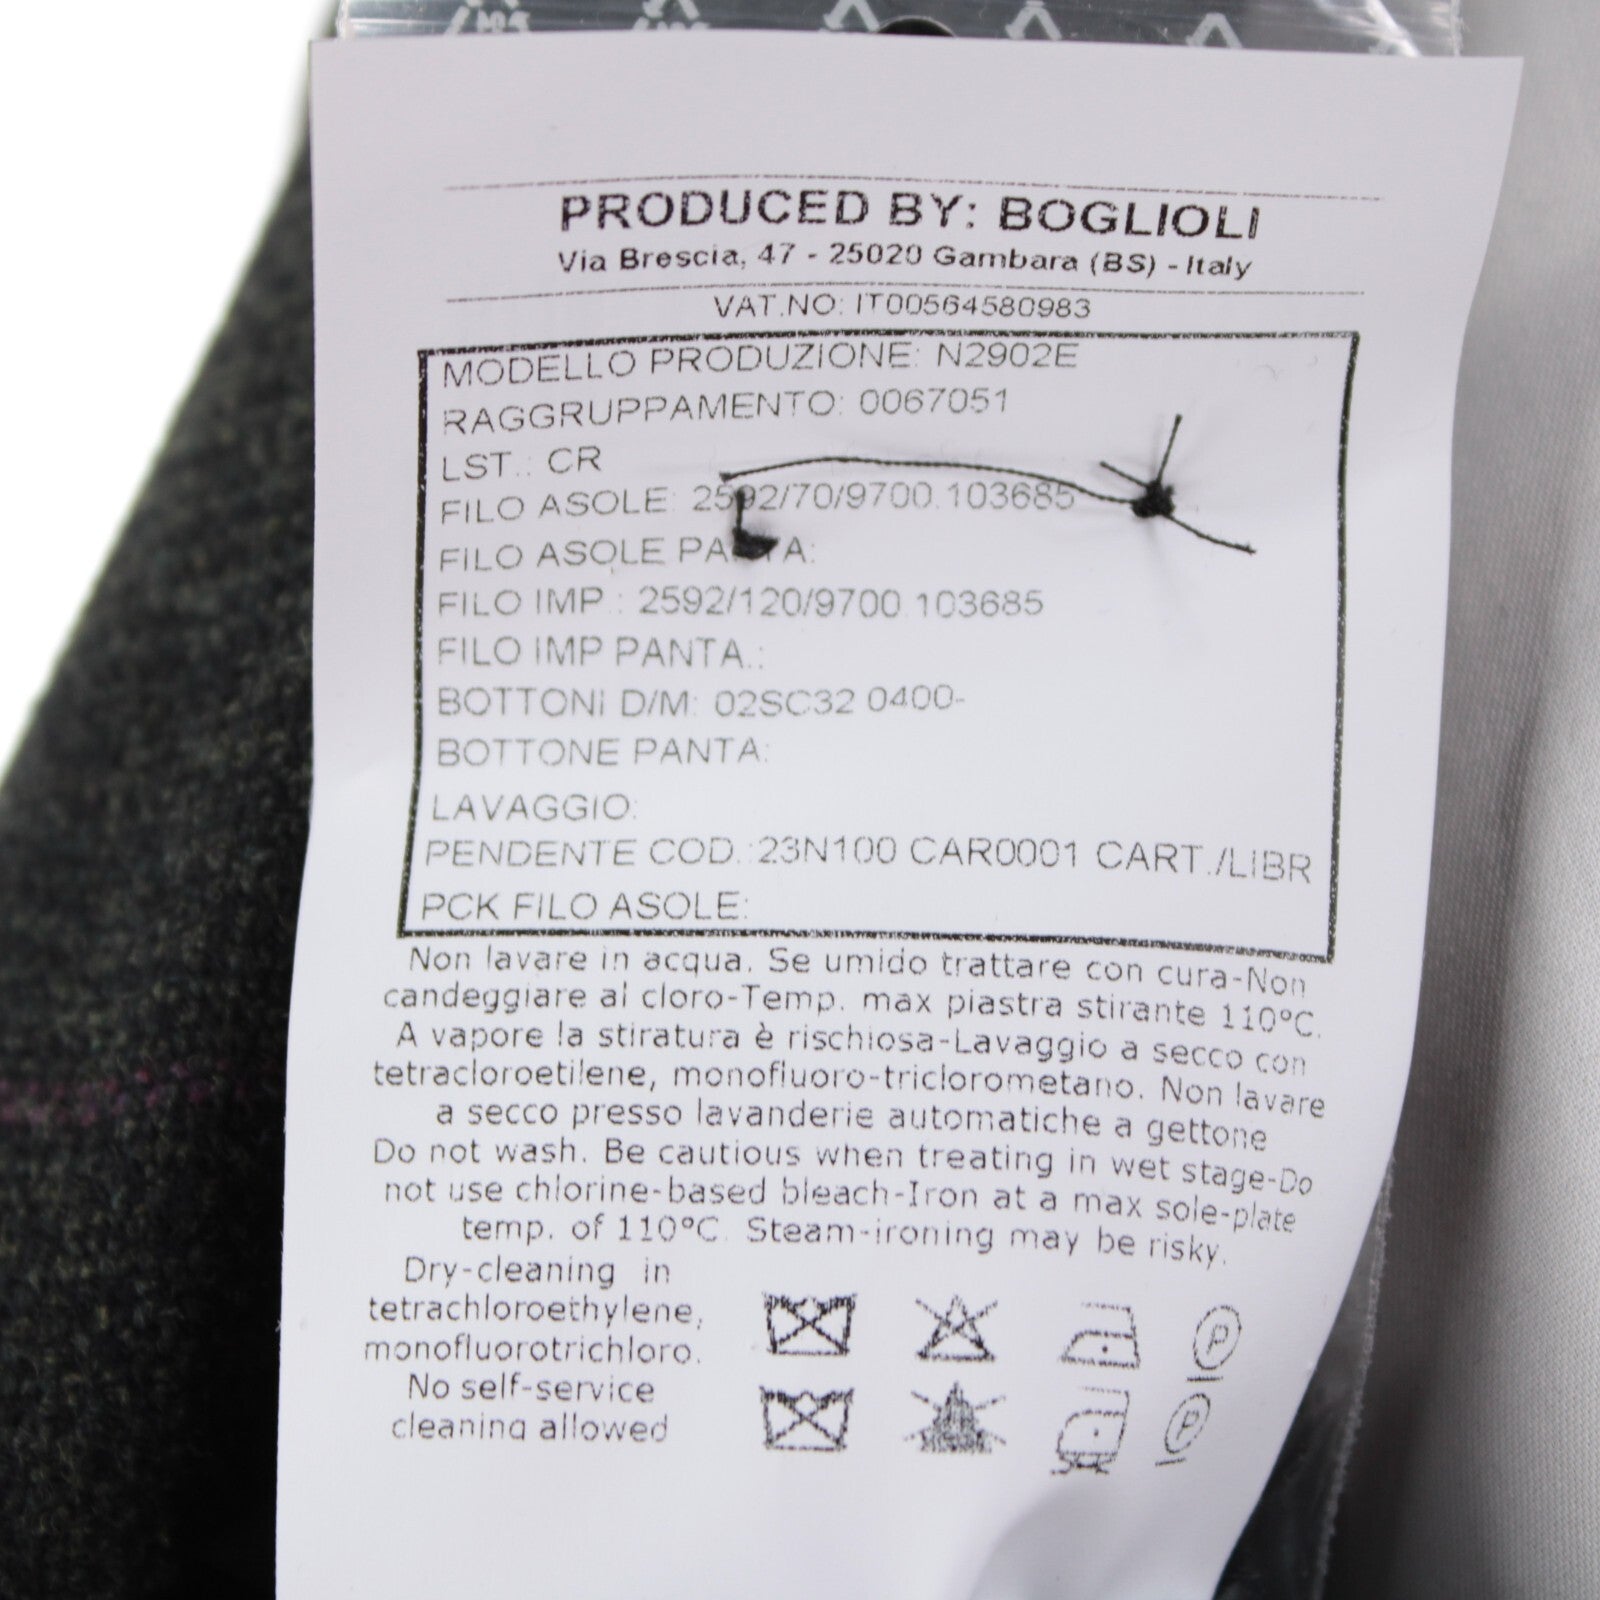 PRODUCED BY: BOGLIOLI
Via Brescia, 47 - 25020 Gambara (BS) - Italy
VAT.NO: IT00564580983
MODELLO PRODUZIONE: N2902E
RAGGRUPPAMENTO: 0067051
LST.: CR
FILO ASOLE: 2592/70/9700.103685
FILO ASOLE PANTA:
FILO IMP.: 2592/120/9700.103685
FILO IMP PANTA.:
BOTTONI D/M: 02SC32 0400-
BOTTONE PANTA:
LAVAGGIO:
PENDENTE COD.:23N100 CAR0001 CART./LIBR
PCK FILO ASOLE:
Non lavare in acqua. Se umido trattare con cura-Non
candeggiare al cloro-Temp. max piastra stirante 110°C.
A vapore la stiratura è rischiosa-Lavaggio a secco con
tetracloroetilene, monofluoro-triclorometano. Non lavare
a secco presso lavanderie automatiche a gettone
Do not wash. Be cautious when treating in wet stage-Do
not use chlorine-based bleach-Iron at a max sole-plate
temp. of 110°C. Steam-ironing may be risky.
Dry-cleaning in
tetrachloroethylene,
monofluorotrichloro.
No self-service
cleaning allowed
P
P